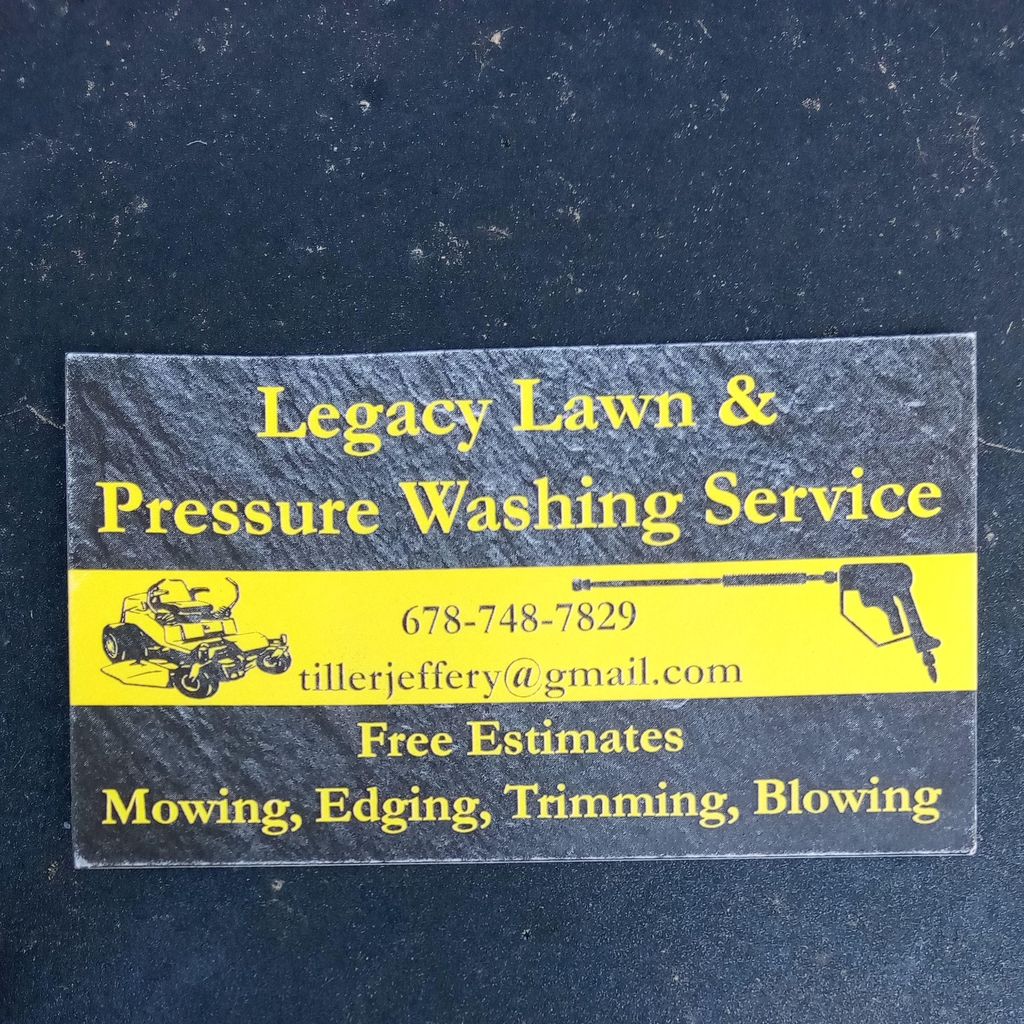 Legacy Lawn &
Pressure Washing Service
678-748-7829
tillerjeffery@gmail.com
Free Estimates
Mowing, Edging, Trimming, Blowing